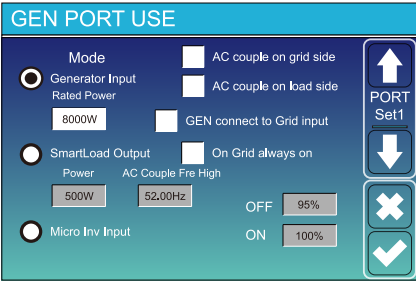 GEN PORT USE
Mode
AC couple on grid side
Generator Input
AC couple on load side
Rated Power
PORT
Set1
8000W
GEN connect to Grid input
SmartLoad Output
On Grid always on
Power
AC Couple Fre High
500W
52.00Hz
OFF
95%
Micro Inv Input
ON
100%